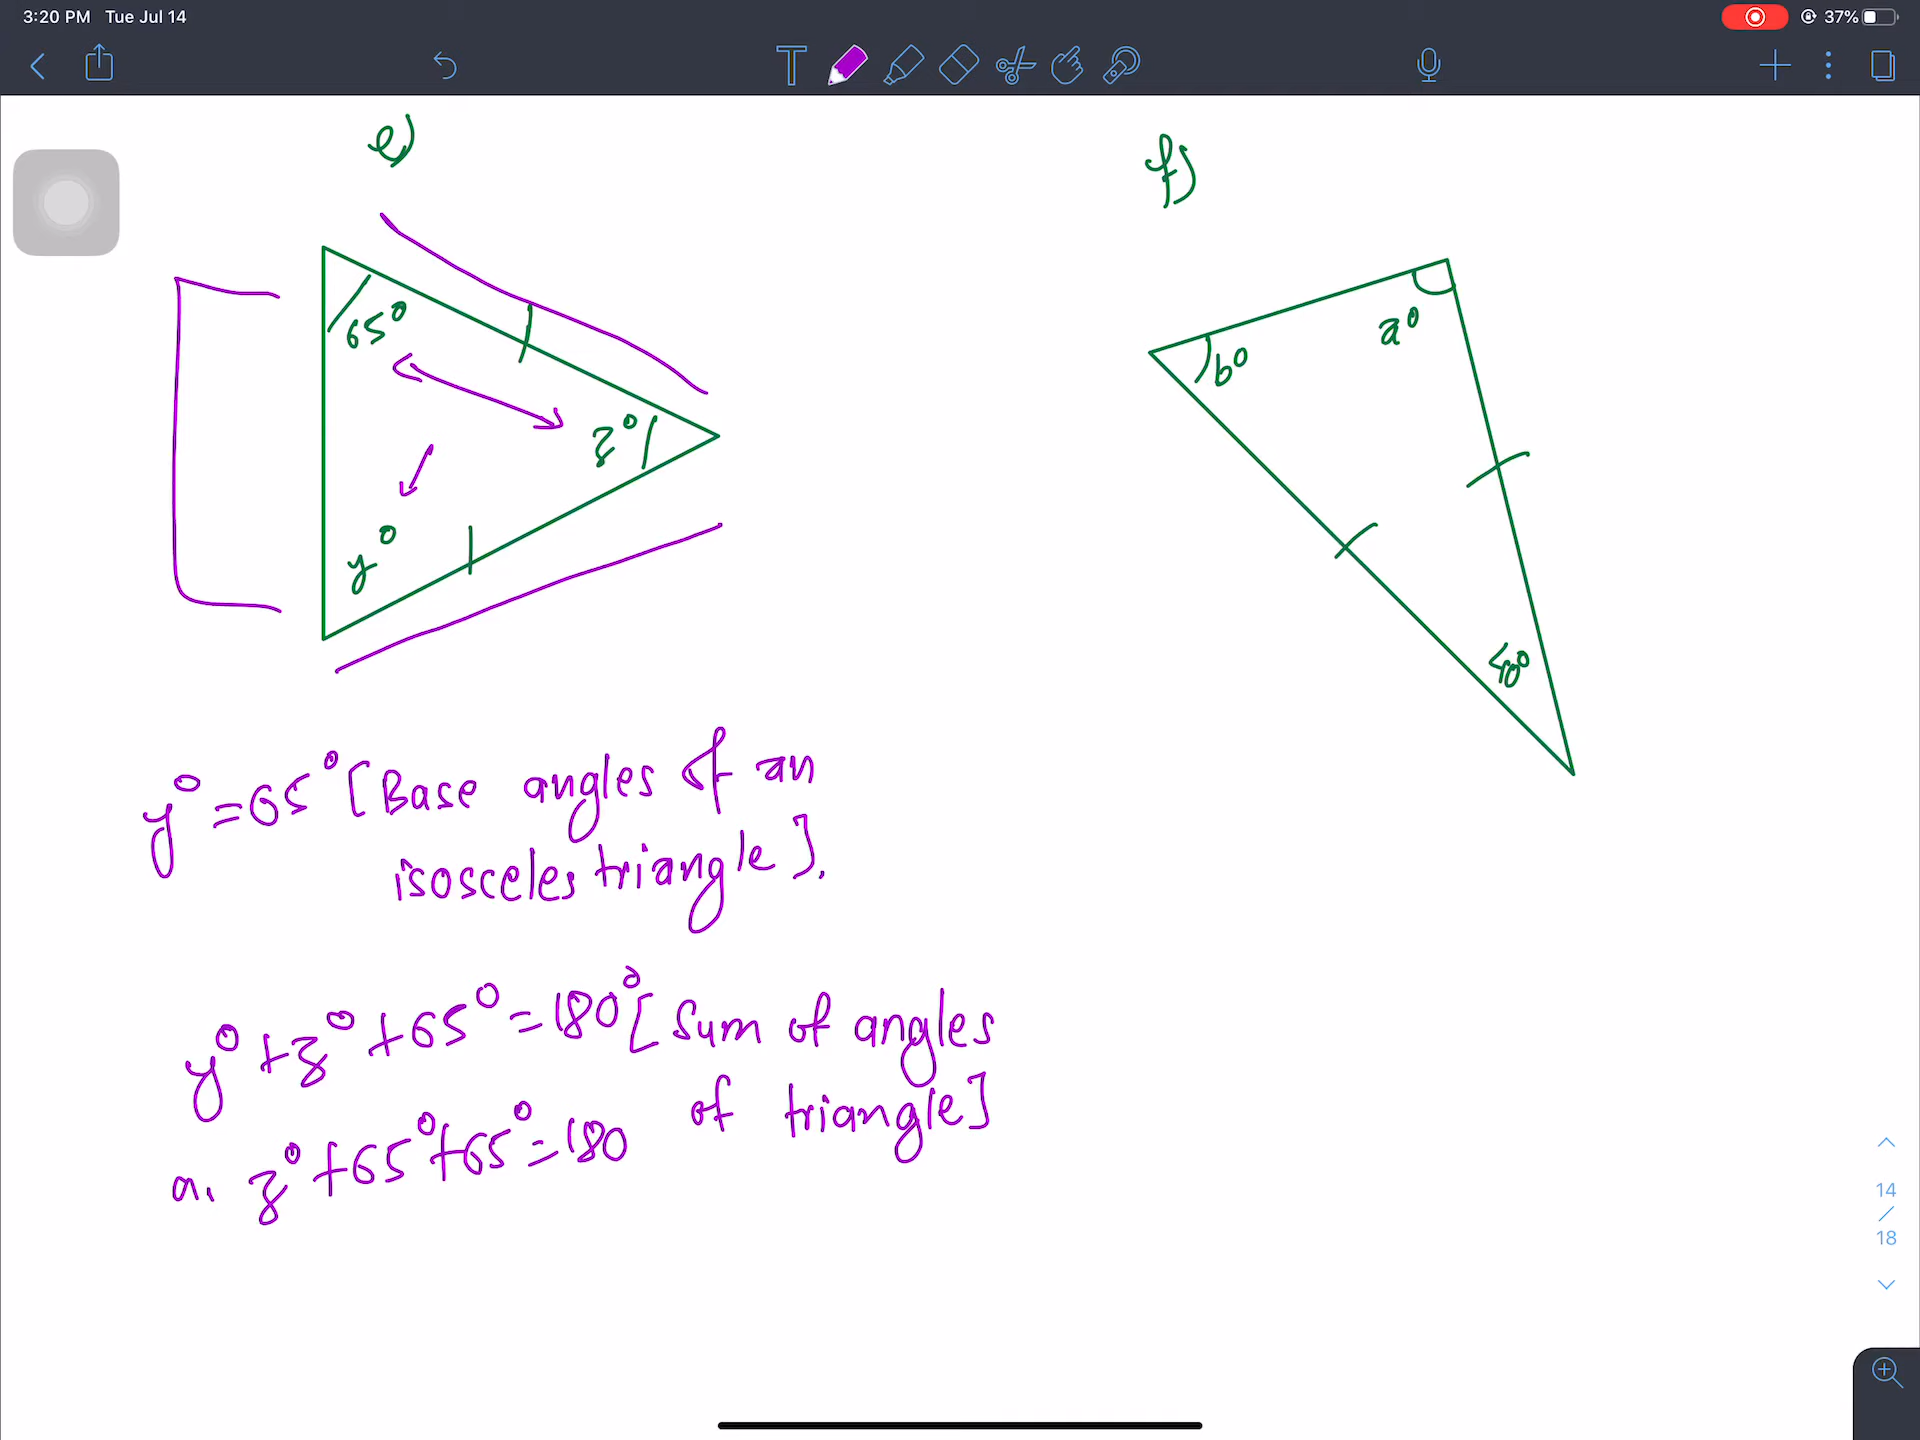 3:20 PM Tue Jul 14
37%
T
e)
f)
65°
z°
y°
a°
b°
40°
y° = 65° [Base angles of an
isosceles triangle].
y° + z° + 65° = 180° [Sum of angles
of triangle]
z° + 65° + 65° = 180
14
/
18